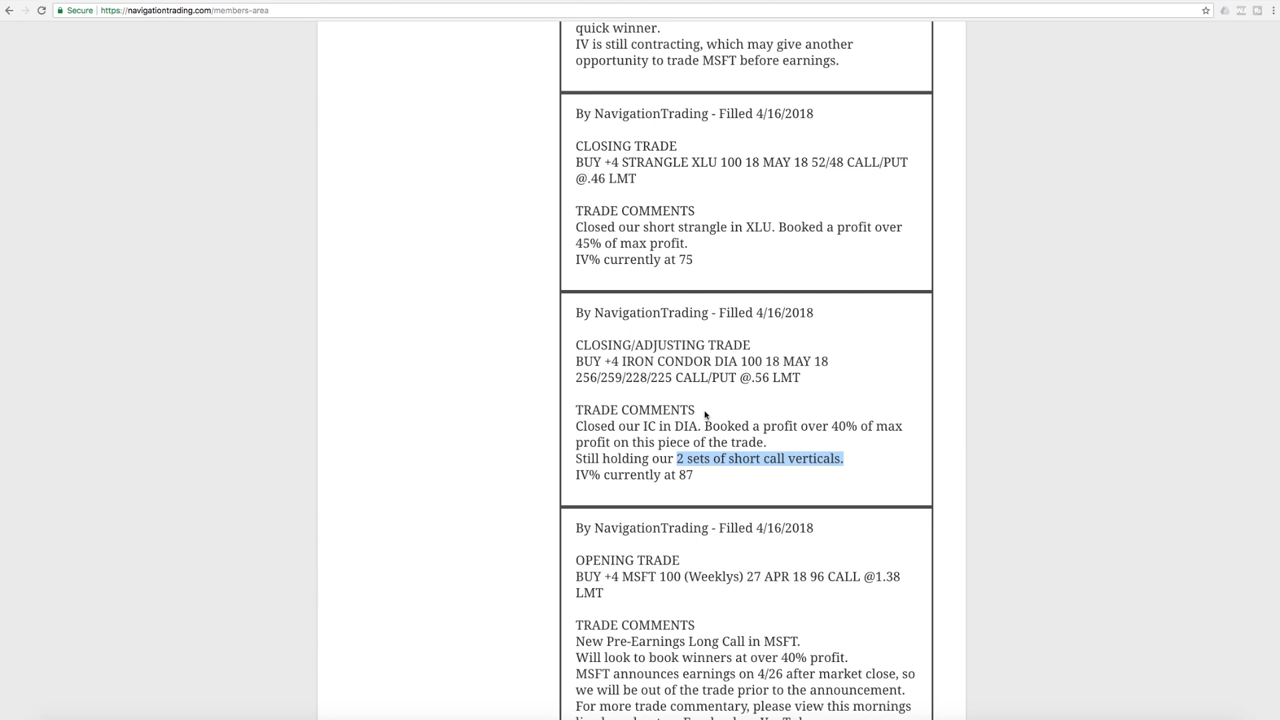 Secure
https://navigationtrading.com/members-area
quick winner.
IV is still contracting, which may give another
opportunity to trade MSFT before earnings.
By NavigationTrading - Filled 4/16/2018
CLOSING TRADE
BUY +4 STRANGLE XLU 100 18 MAY 18 52/48 CALL/PUT
@.46 LMT
TRADE COMMENTS
Closed our short strangle in XLU. Booked a profit over
45% of max profit.
IV% currently at 75
By NavigationTrading - Filled 4/16/2018
CLOSING/ADJUSTING TRADE
BUY +4 IRON CONDOR DIA 100 18 MAY 18
256/259/228/225 CALL/PUT @.56 LMT
TRADE COMMENTS
Closed our IC in DIA. Booked a profit over 40% of max
profit on this piece of the trade.
Still holding our 2 sets of short call verticals.
IV% currently at 87
By NavigationTrading - Filled 4/16/2018
OPENING TRADE
BUY +4 MSFT 100 (Weeklys) 27 APR 18 96 CALL @1.38
LMT
TRADE COMMENTS
New Pre-Earnings Long Call in MSFT.
Will look to book winners at over 40% profit.
MSFT announces earnings on 4/26 after market close, so
we will be out of the trade prior to the announcement.
For more trade commentary, please view this mornings